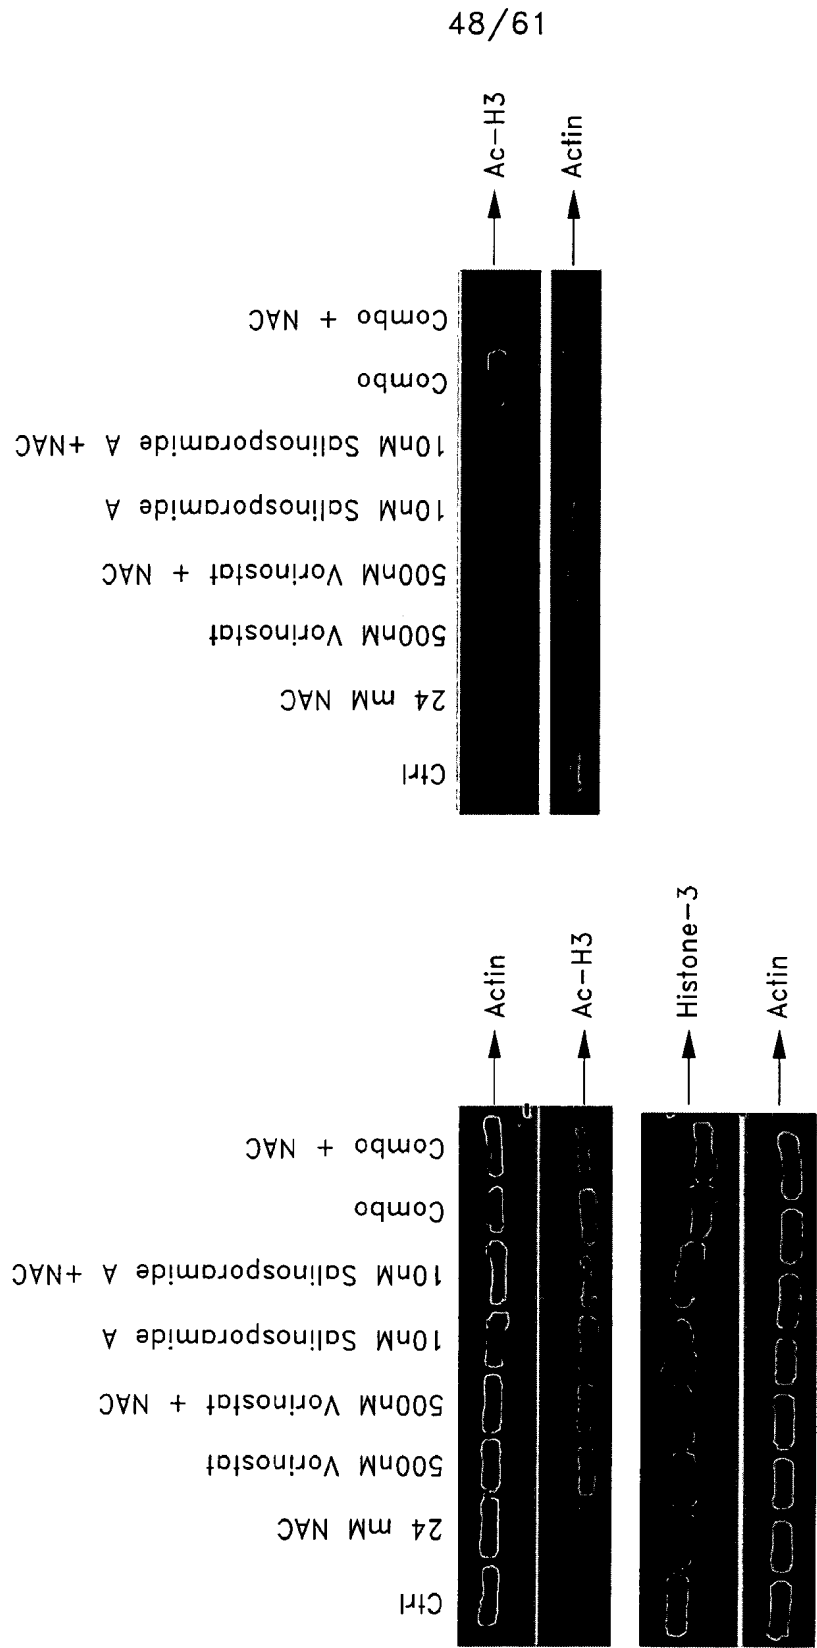 48/61
Ac-H3
Actin
Combo + NAC
Combo
10nM Salinosporamide A +NAC
10nM Salinosporamide A
500nM Vorinostat + NAC
500nM Vorinostat
24 mM NAC
Ctrl
Actin
Ac-H3
Histone-3
Actin
Combo + NAC
Combo
10nM Salinosporamide A +NAC
10nM Salinosporamide A
500nM Vorinostat + NAC
500nM Vorinostat
24 mM NAC
Ctrl